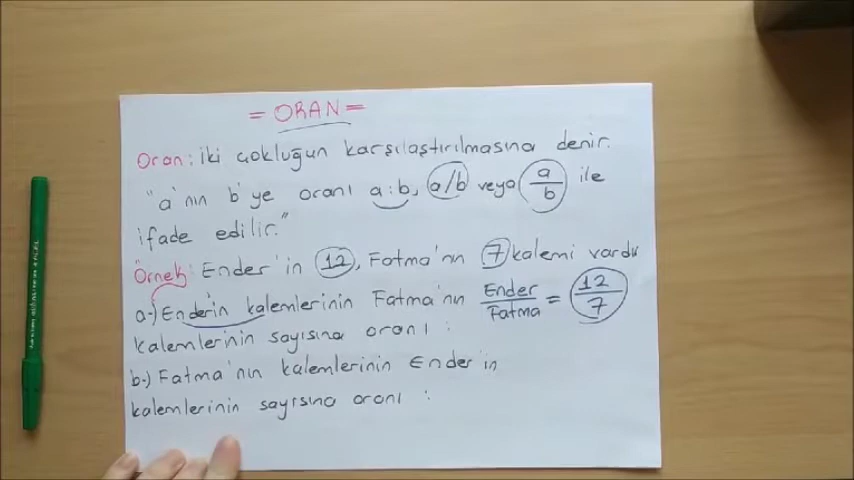 = ORAN =
Oran: iki çokluğun karşılaştırılmasına denir.
"a'nın b'ye oranı a:b, a/b veya a/b ile
ifade edilir."
Örnek: Ender'in 12, Fatma'nın 7 kalemi vardır
a-) Ender'in kalemlerinin Fatma'nın Ender/Fatma = 12/7
kalemlerinin sayısına oranı :
b-) Fatma'nın kalemlerinin Ender'in
kalemlerinin sayısına oranı :